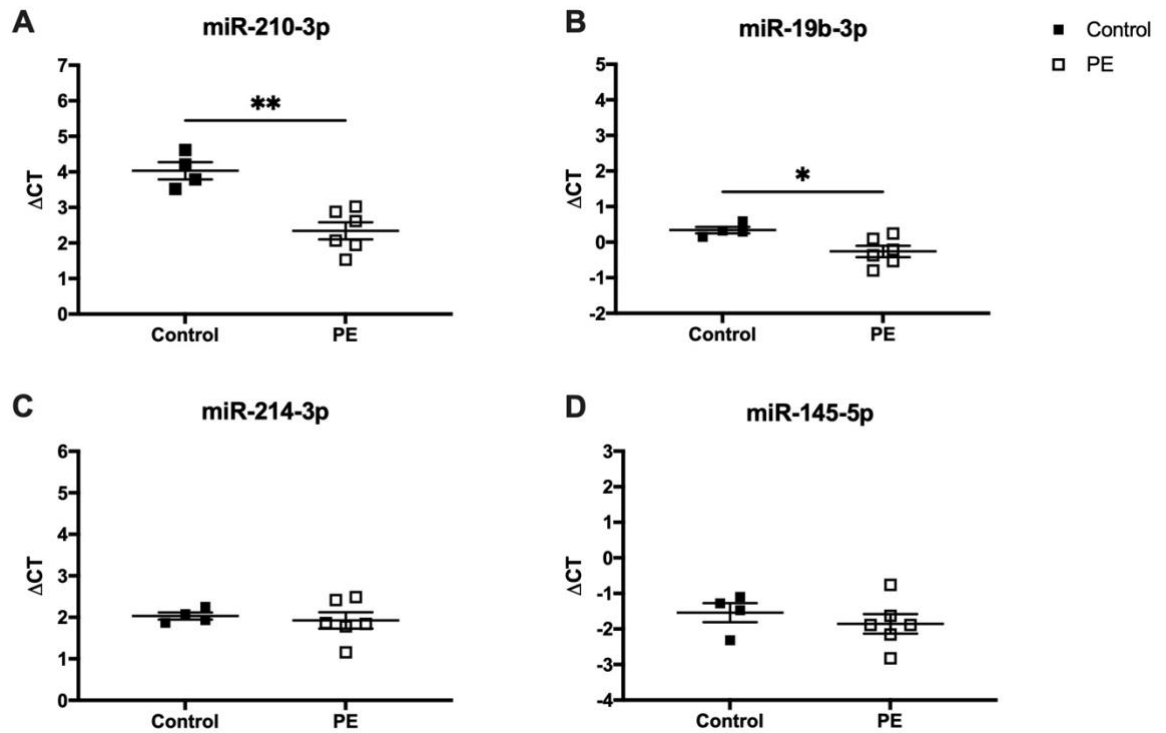 A
miR-210-3p
7
6
5
4
3
2
1
0
ΔCT
**
Control
PE
B
miR-19b-3p
5
4
3
2
1
0
-1
-2
ΔCT
*
Control
PE
Control
PE
C
miR-214-3p
6
5
4
3
2
1
0
ΔCT
Control
PE
D
miR-145-5p
3
2
1
0
-1
-2
-3
-4
ΔCT
Control
PE